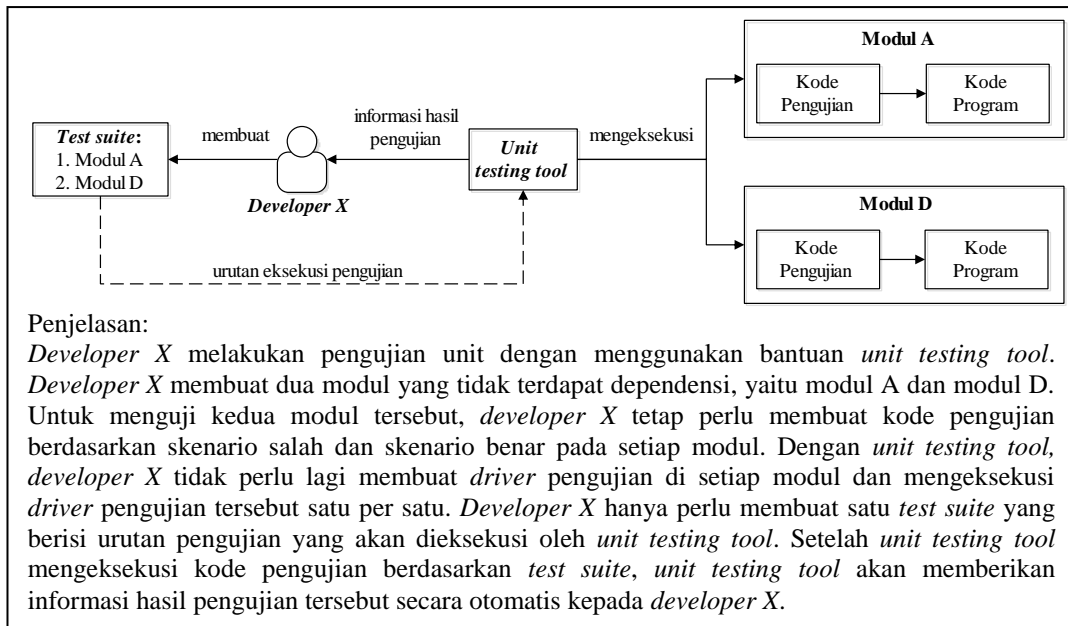 Modul A
Kode
Pengujian
Kode
Program
Test suite:
1. Modul A
2. Modul D
membuat
Developer X
informasi hasil
pengujian
Unit
testing tool
mengeksekusi
Modul D
Kode
Pengujian
Kode
Program
urutan eksekusi pengujian
Penjelasan:
Developer X melakukan pengujian unit dengan menggunakan bantuan unit testing tool.
Developer X membuat dua modul yang tidak terdapat dependensi, yaitu modul A dan modul D.
Untuk menguji kedua modul tersebut, developer X tetap perlu membuat kode pengujian
berdasarkan skenario salah dan skenario benar pada setiap modul. Dengan unit testing tool,
developer X tidak perlu lagi membuat driver pengujian di setiap modul dan mengeksekusi
driver pengujian tersebut satu per satu. Developer X hanya perlu membuat satu test suite yang
berisi urutan pengujian yang akan dieksekusi oleh unit testing tool. Setelah unit testing tool
mengeksekusi kode pengujian berdasarkan test suite, unit testing tool akan memberikan
informasi hasil pengujian tersebut secara otomatis kepada developer X.